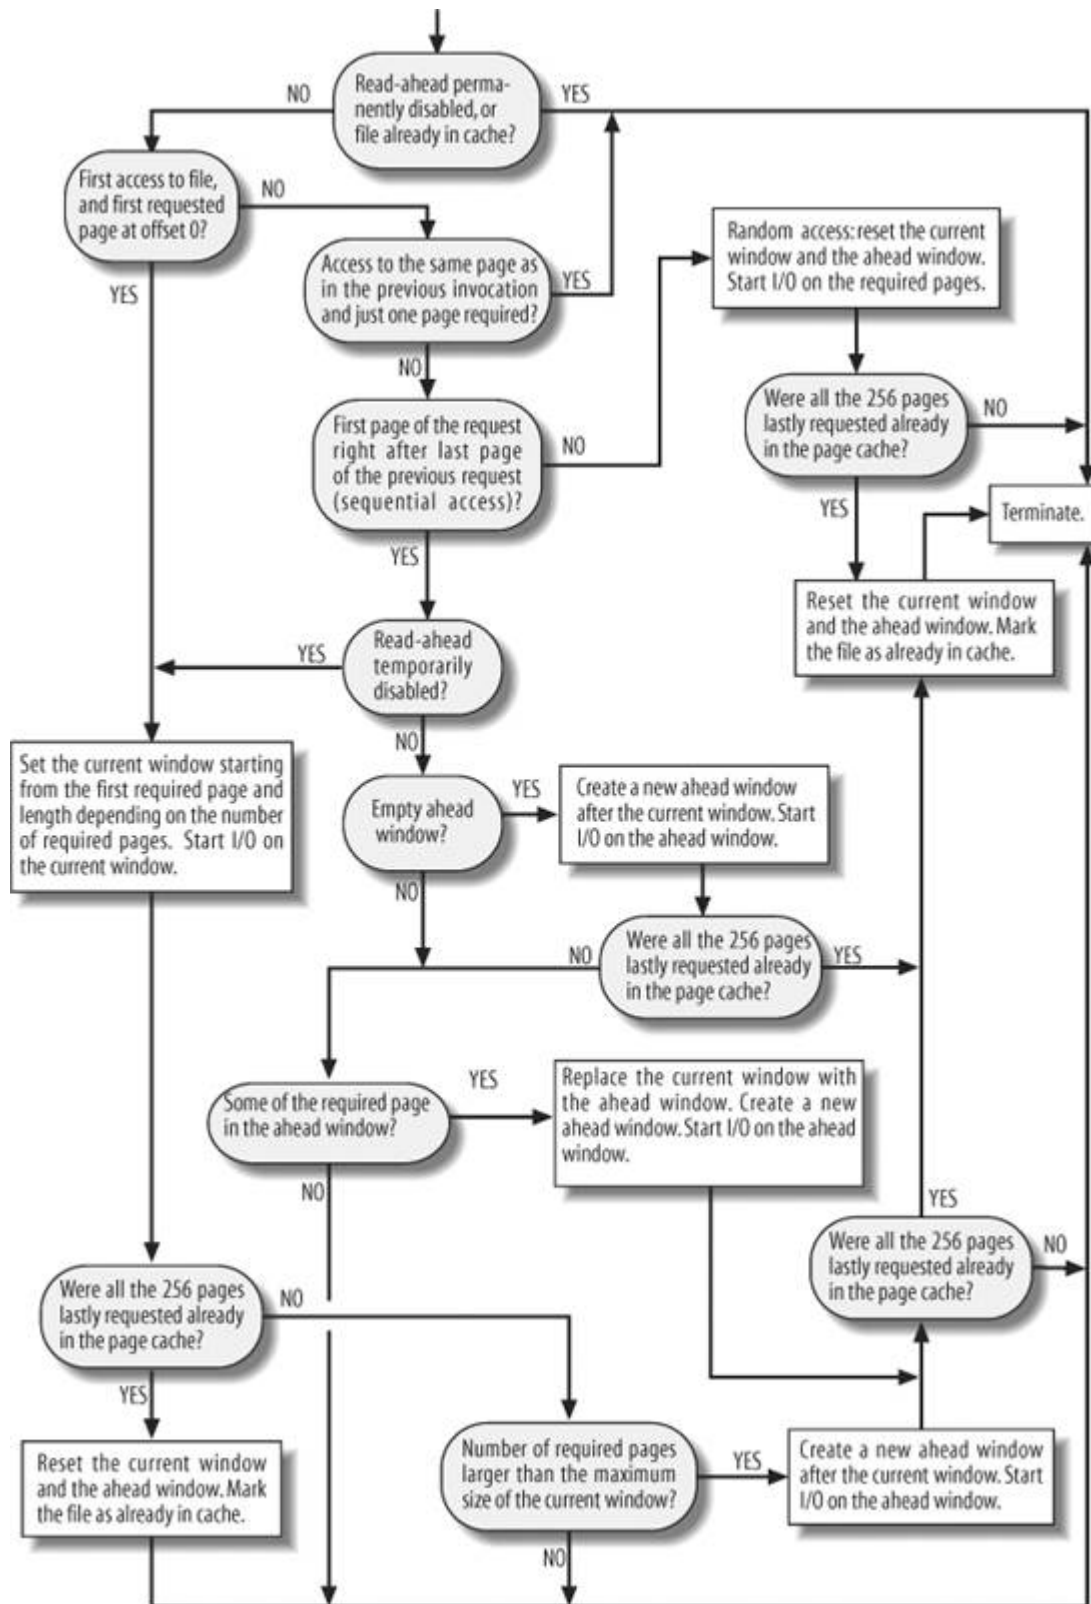 Read-ahead perma-
nently disabled, or
file already in cache?
NO
YES
First access to file,
and first requested
page at offset 0?
NO
YES
Access to the same page as
in the previous invocation
and just one page required?
YES
NO
Random access: reset the current
window and the ahead window.
Start I/O on the required pages.
First page of the request
right after last page
of the previous request
(sequential access)?
NO
YES
Were all the 256 pages
lastly requested already
in the page cache?
NO
YES
Terminate.
Reset the current window
and the ahead window. Mark
the file as already in cache.
Read-ahead
temporarily
disabled?
YES
NO
Set the current window starting
from the first required page and
length depending on the number
of required pages. Start I/O on
the current window.
Empty ahead
window?
YES
NO
Create a new ahead window
after the current window. Start
I/O on the ahead window.
Were all the 256 pages
lastly requested already
in the page cache?
NO
YES
Some of the required page
in the ahead window?
YES
NO
Replace the current window with
the ahead window. Create a new
ahead window. Start I/O on the ahead
window.
YES
Were all the 256 pages
lastly requested already
in the page cache?
NO
Were all the 256 pages
lastly requested already
in the page cache?
NO
YES
Reset the current window
and the ahead window. Mark
the file as already in cache.
Number of required pages
larger than the maximum
size of the current window?
YES
NO
Create a new ahead window
after the current window. Start
I/O on the ahead window.